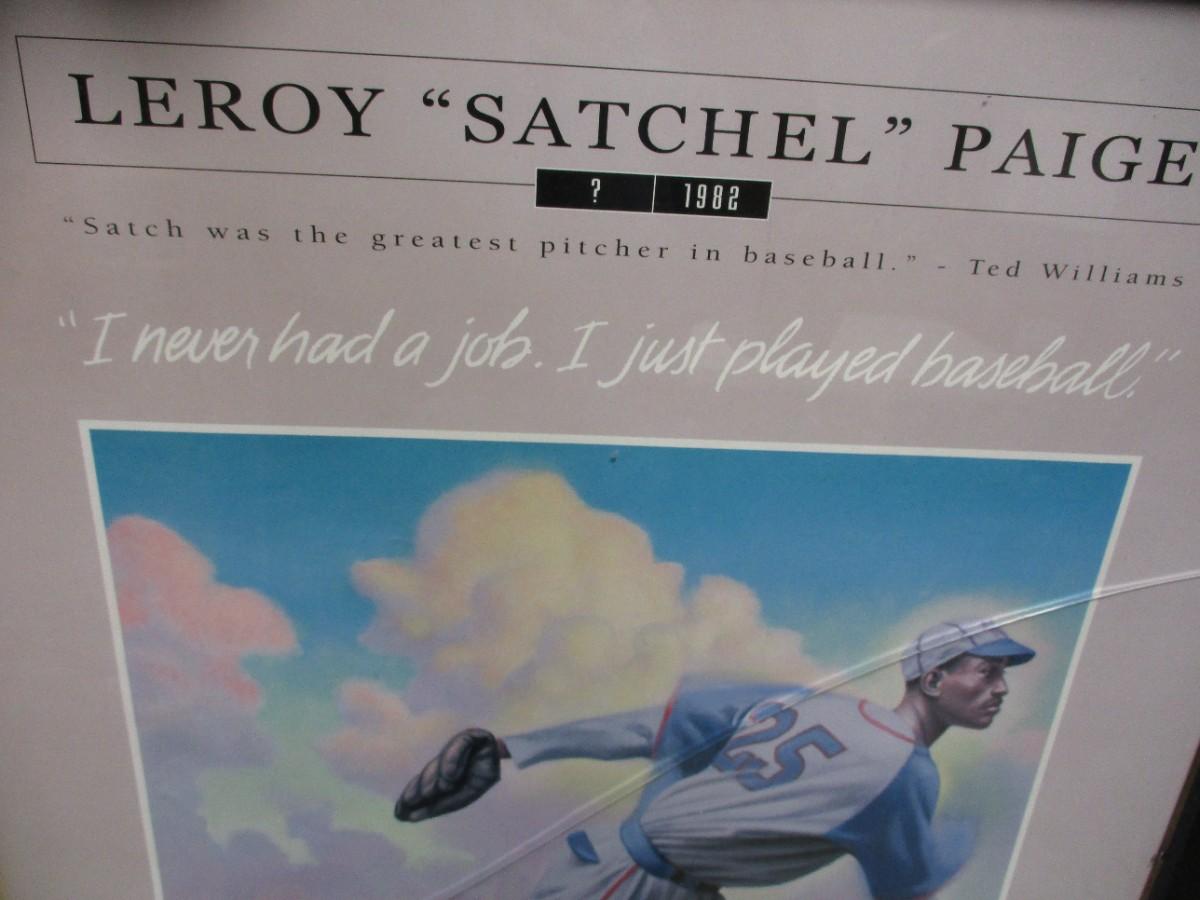 LEROY “SATCHEL” PAIGE
? 1982
“Satch was the greatest pitcher in baseball.” - Ted Williams
“I never had a job. I just played baseball.”
25